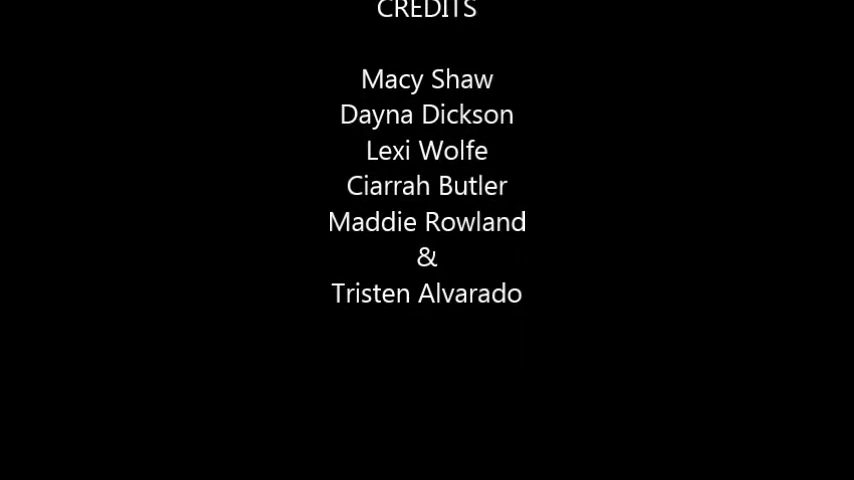 CREDITS
Macy Shaw
Dayna Dickson
Lexi Wolfe
Ciarrah Butler
Maddie Rowland
&
Tristen Alvarado